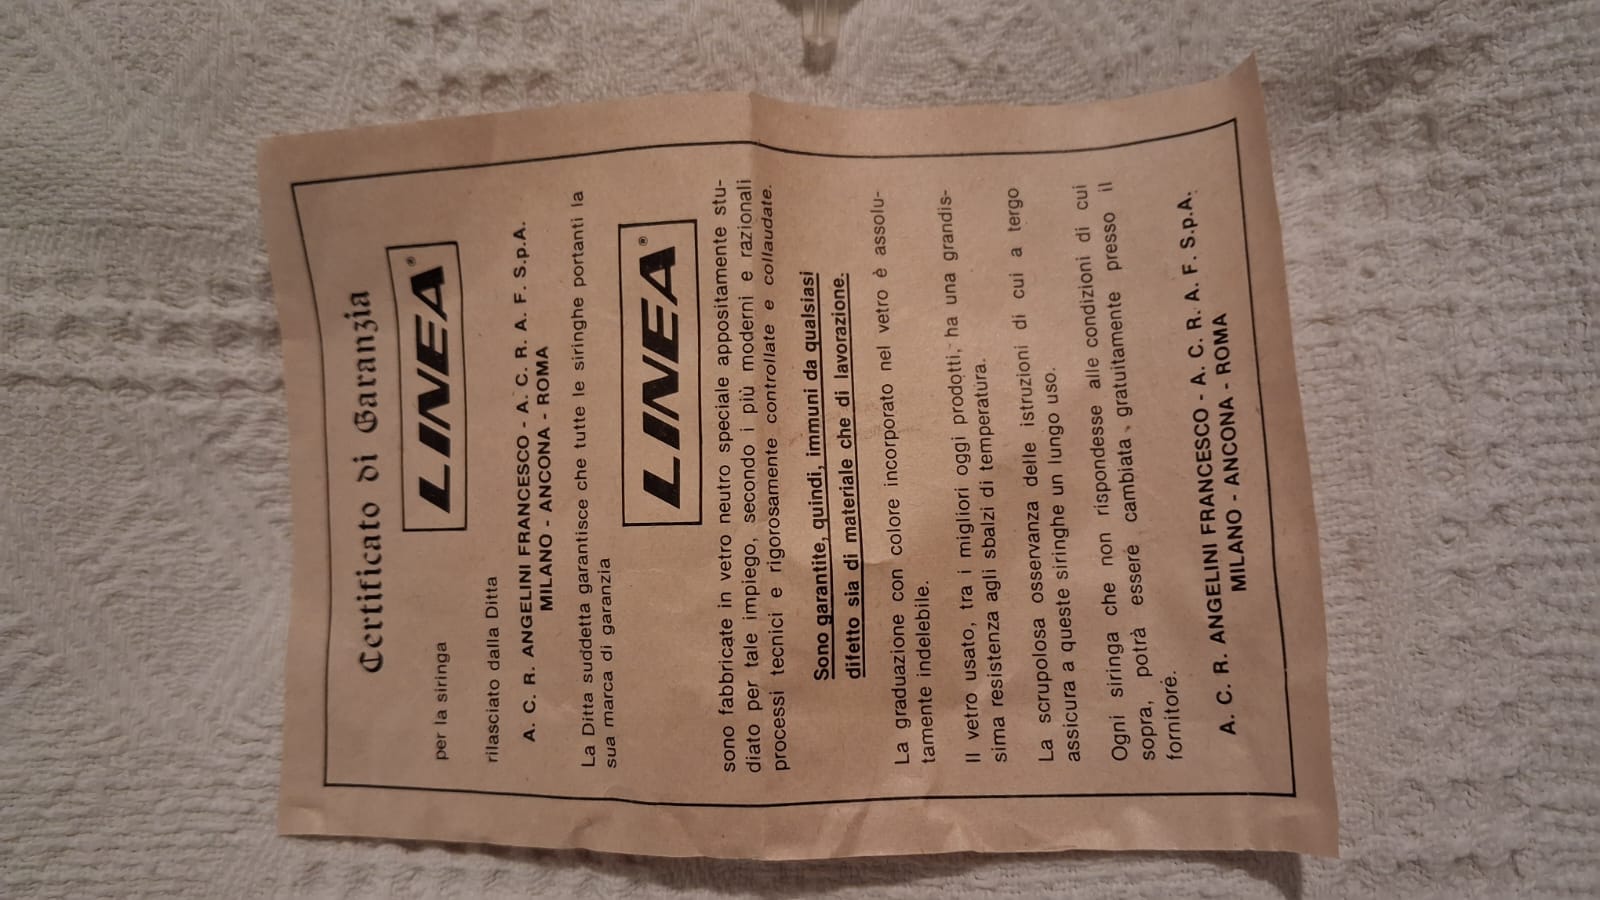 Certificato di Garanzia
per la siringa LINEA®
rilasciato dalla Ditta
A. C. R. ANGELINI FRANCESCO - A. C. R. A. F. S.p.A.
MILANO - ANCONA - ROMA
La Ditta suddetta garantisce che tutte le siringhe portanti la
sua marca di garanzia
LINEA®
sono fabbricate in vetro neutro speciale appositamente stu-
diato per tale impiego, secondo i più moderni e razionali
processi tecnici e rigorosamente controllate e collaudate.
Sono garantite, quindi, immuni da qualsiasi
difetto sia di materiale che di lavorazione.
La graduazione con colore incorporato nel vetro è assolu-
tamente indelebile.
Il vetro usato, tra i migliori oggi prodotti, ha una grandis-
sima resistenza agli sbalzi di temperatura.
La scrupolosa osservanza delle istruzioni di cui a tergo
assicura a queste siringhe un lungo uso.
Ogni siringa che non rispondesse alle condizioni di cui
sopra, potrà essere cambiata gratuitamente presso il
fornitore.
A. C. R. ANGELINI FRANCESCO - A. C. R. A. F. S.p.A.
MILANO - ANCONA - ROMA